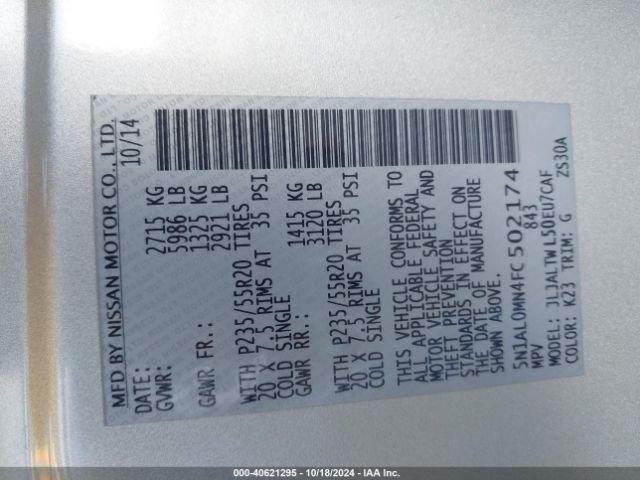 MFD BY NISSAN MOTOR CO.,LTD.
DATE: 10/14
GVWR: 2715 KG
5986 LB
GAWR FR.: 1325 KG
2921 LB
WITH P235/55R20 TIRES
20 X 7.5 RIMS AT 35 PSI
COLD SINGLE
GAWR RR.: 1415 KG
3120 LB
WITH P235/55R20 TIRES
20 X 7.5 RIMS AT 35 PSI
COLD SINGLE
THIS VEHICLE CONFORMS TO
ALL APPLICABLE FEDERAL
MOTOR VEHICLE SAFETY AND
THEFT PREVENTION
STANDARDS IN EFFECT ON
THE DATE OF MANUFACTURE
SHOWN ABOVE.
5N1AL0MN4FC502174
MPV 843
MODEL: JLJALTWL50EU7CAF
COLOR: K23 TRIM: G ZS30A
000-40621295 - 10/18/2024 - IAA Inc.